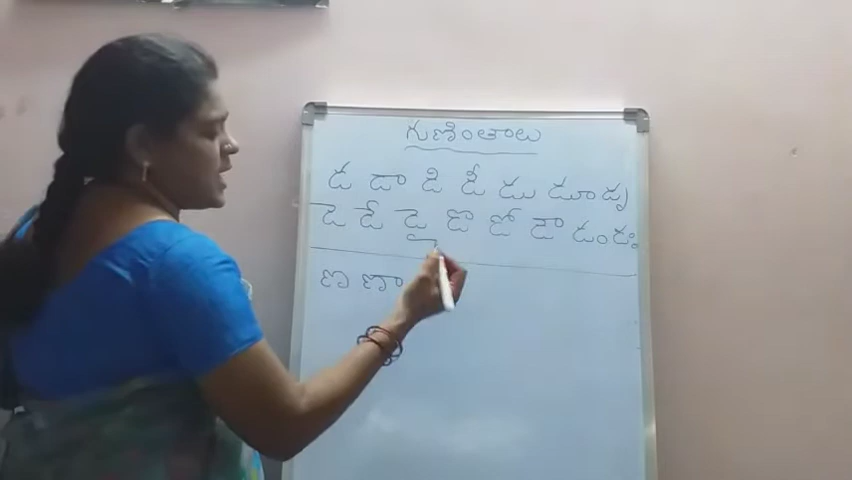 గుణింతాలు
డ డా డి డీ డు డూ డృ
డె డే డై డొ డో డౌ డం డః
ణ ణా